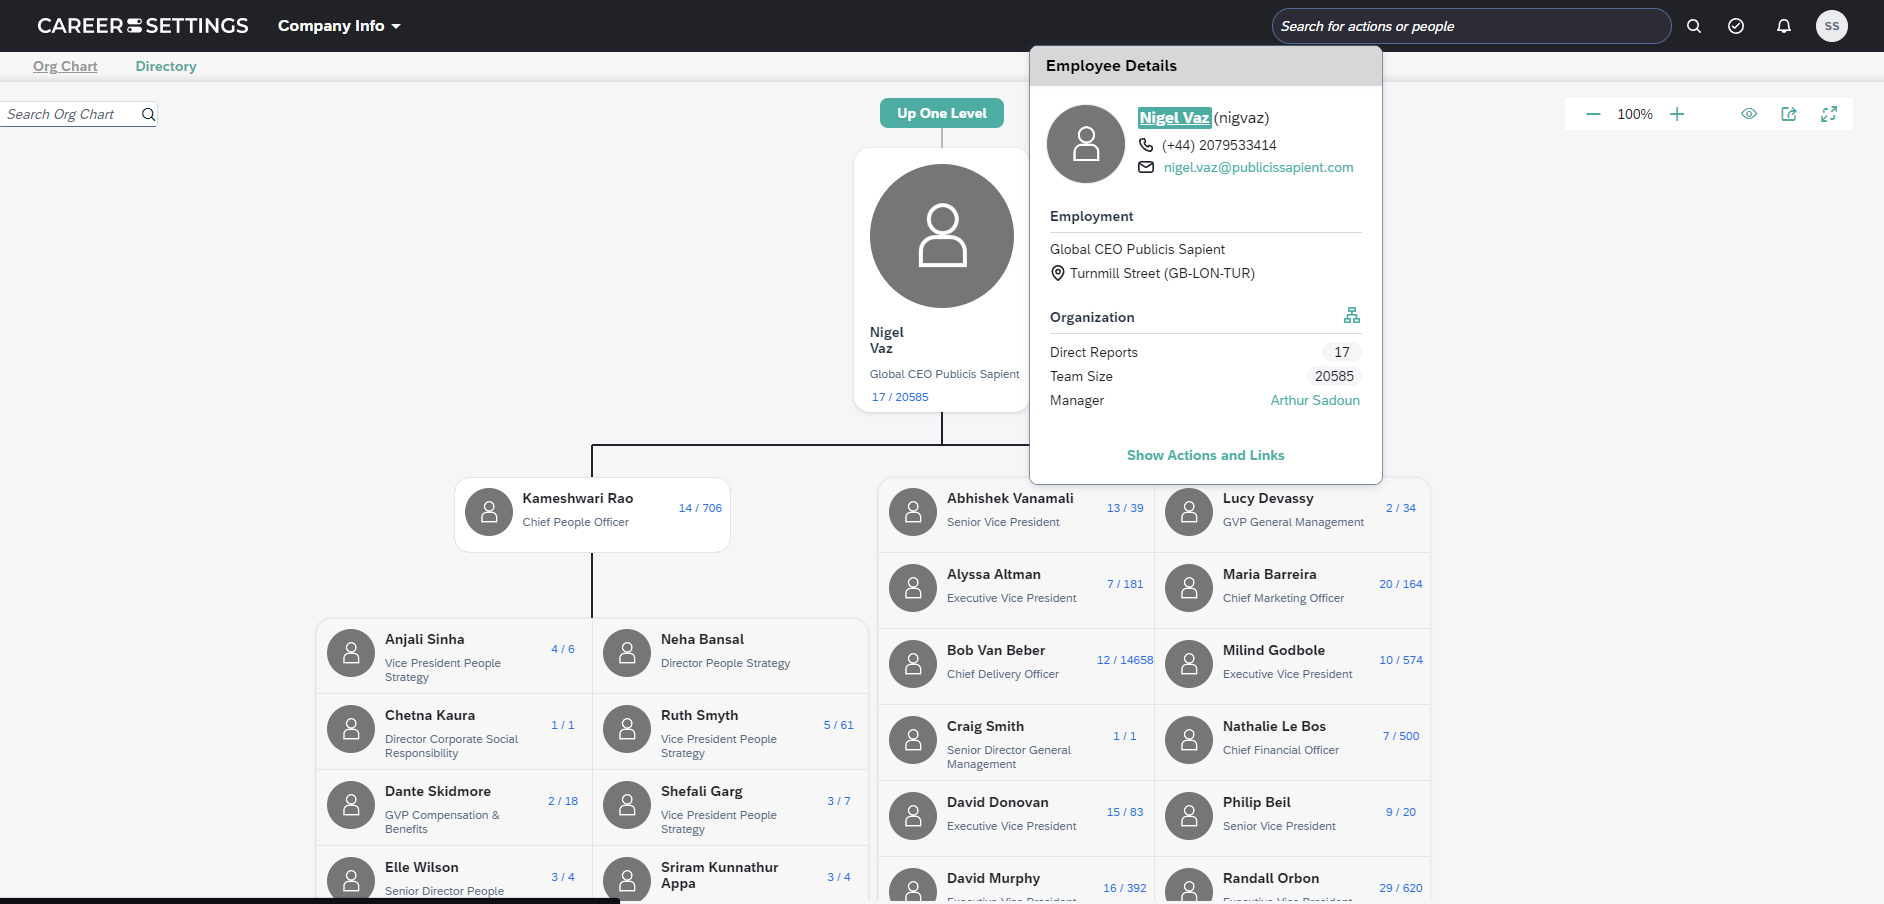 CAREER SETTINGS
Company Info
Search for actions or people
SS
Org Chart
Directory
Search Org Chart
Up One Level
100%
Employee Details
Nigel Vaz (nigvaz)
(+44) 2079533414
nigel.vaz@publicissapient.com
Employment
Global CEO Publicis Sapient
Turnmill Street (GB-LON-TUR)
Organization
Direct Reports 17
Team Size 20585
Manager Arthur Sadoun
Show Actions and Links
Nigel
Vaz
Global CEO Publicis Sapient
17 / 20585
Kameshwari Rao
Chief People Officer
14 / 706
Anjali Sinha
Vice President People
Strategy
4 / 6
Neha Bansal
Director People Strategy
Chetna Kaura
Director Corporate Social
Responsibility
1 / 1
Ruth Smyth
Vice President People
Strategy
5 / 61
Dante Skidmore
GVP Compensation &
Benefits
2 / 18
Shefali Garg
Vice President People
Strategy
3 / 7
Elle Wilson
Senior Director People
3 / 4
Sriram Kunnathur
Appa
3 / 4
Abhishek Vanamali
Senior Vice President
13 / 39
Lucy Devassy
GVP General Management
2 / 34
Alyssa Altman
Executive Vice President
7 / 181
Maria Barreira
Chief Marketing Officer
20 / 164
Bob Van Beber
Chief Delivery Officer
12 / 14658
Milind Godbole
Executive Vice President
10 / 574
Craig Smith
Senior Director General
Management
1 / 1
Nathalie Le Bos
Chief Financial Officer
7 / 500
David Donovan
Executive Vice President
15 / 83
Philip Beil
Senior Vice President
9 / 20
David Murphy
Executive Vice President
16 / 392
Randall Orbon
Executive Vice President
29 / 620